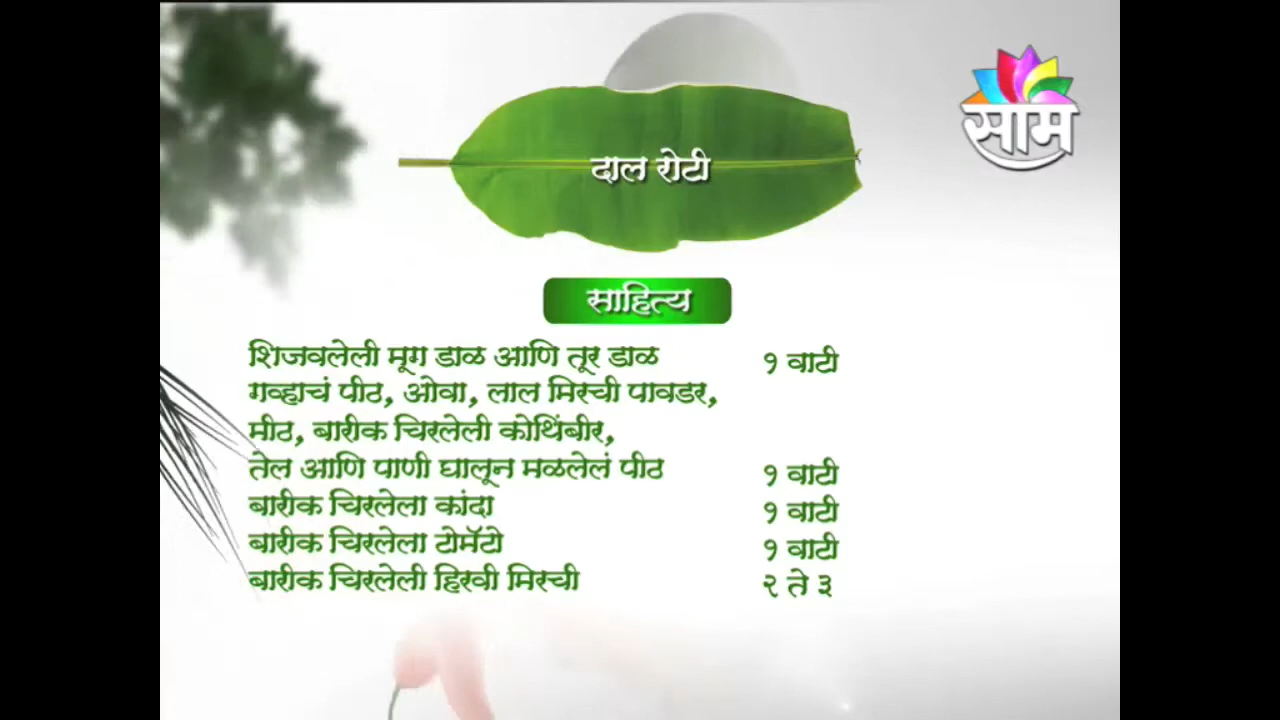 साम
दाल रोटी
साहित्य
शिजवलेली मूग डाळ आणि तूर डाळ १ वाटी
गव्हाचं पीठ, ओवा, लाल मिरची पावडर,
मीठ, बारीक चिरलेली कोथिंबीर,
तेल आणि पाणी घालून मळलेलं पीठ १ वाटी
बारीक चिरलेला कांदा १ वाटी
बारीक चिरलेला टोमॅटो १ वाटी
बारीक चिरलेली हिरवी मिरची २ ते ३